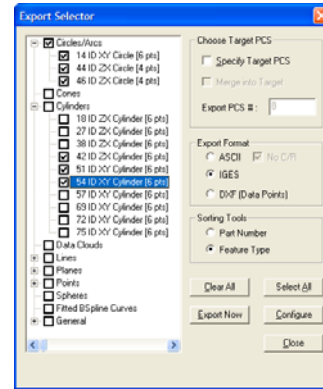 Export Selector
Circles/Arcs
14 ID XY Circle [6 pts]
44 ID ZX Circle [4 pts]
46 ID ZX Circle [4 pts]
Cones
Cylinders
18 ID ZX Cylinder [6 pts]
27 ID ZX Cylinder [6 pts]
38 ID ZX Cylinder [6 pts]
42 ID ZX Cylinder [6 pts]
51 ID XY Cylinder [6 pts]
54 ID XY Cylinder [6 pts]
57 ID XY Cylinder [6 pts]
69 ID XY Cylinder [6 pts]
72 ID XY Cylinder [6 pts]
75 ID XY Cylinder [6 pts]
Data Clouds
Lines
Planes
Points
Spheres
Fitted BSpline Curves
General
Choose Target PCS
Specify Target PCS
Merge into Target
Export PCS #:
0
Export Format
ASCII
No C/R
IGES
DXF (Data Points)
Sorting Tools
Part Number
Feature Type
Clear All
Select All
Export Now
Configure
Close